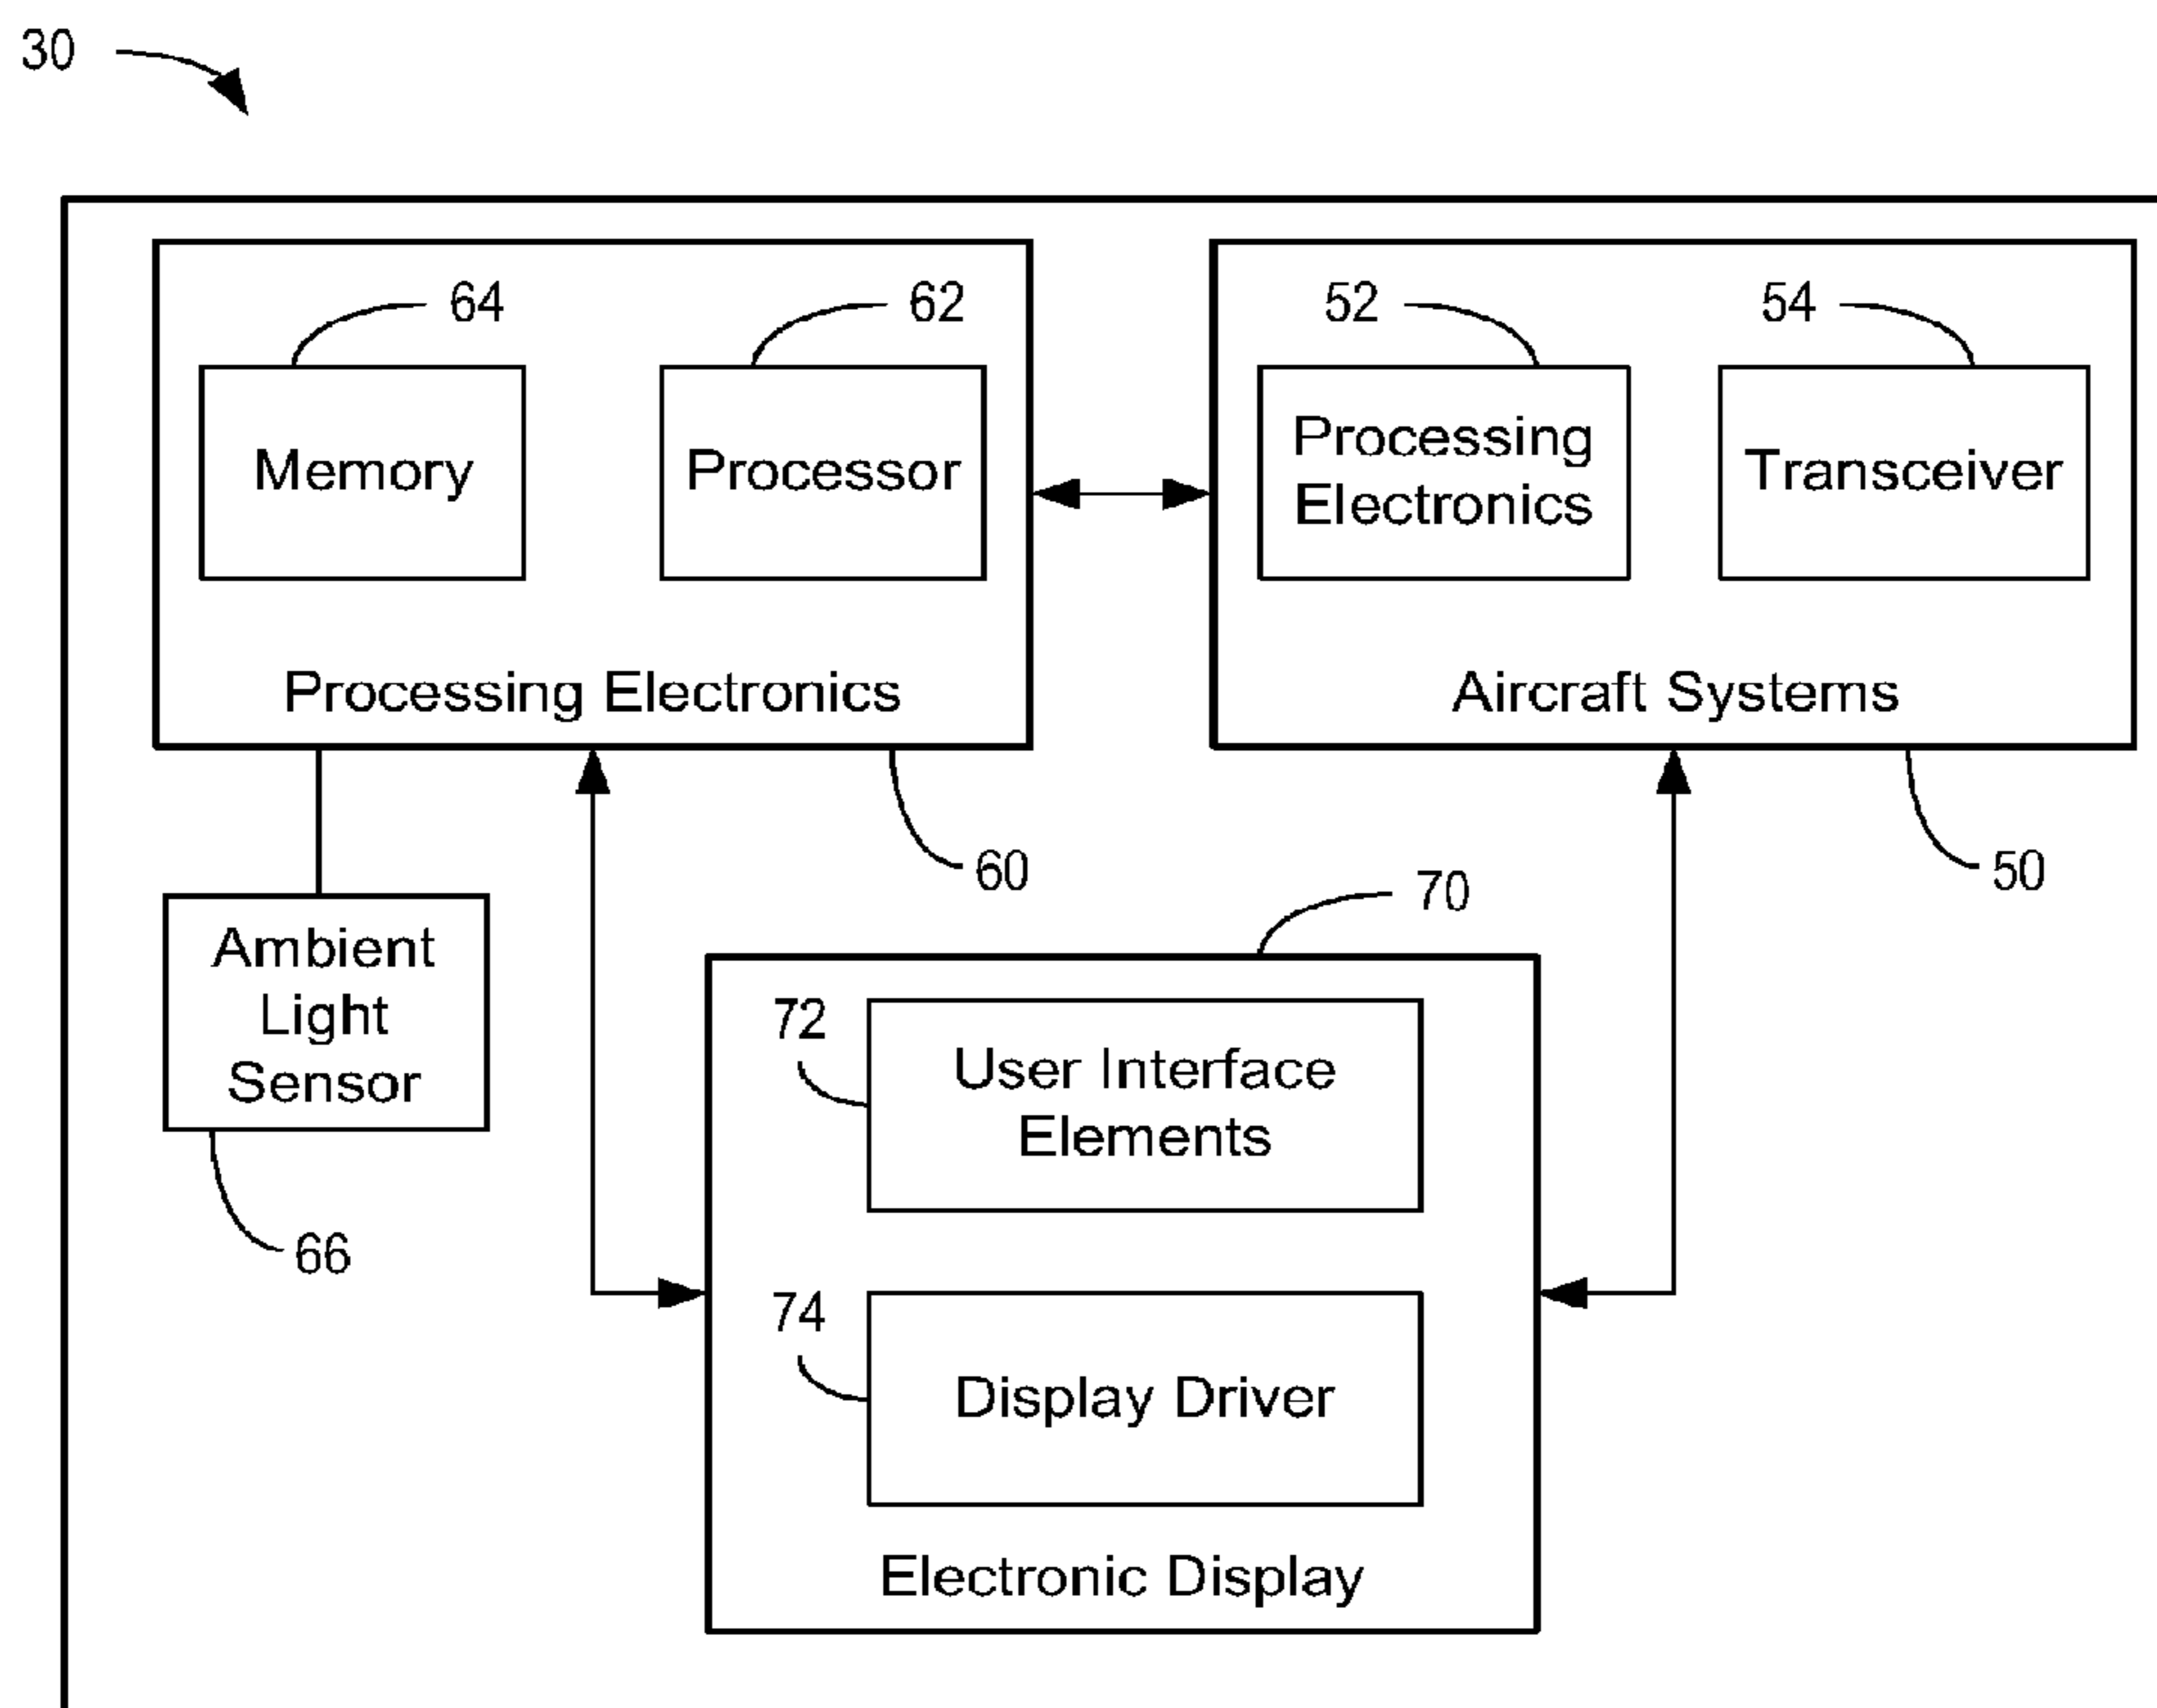 30
64
62
52
54
Memory
Processor
Processing
Electronics
Transceiver
Processing Electronics
Aircraft Systems
60
50
70
Ambient
Light
Sensor
72
User Interface
Elements
66
74
Display Driver
Electronic Display